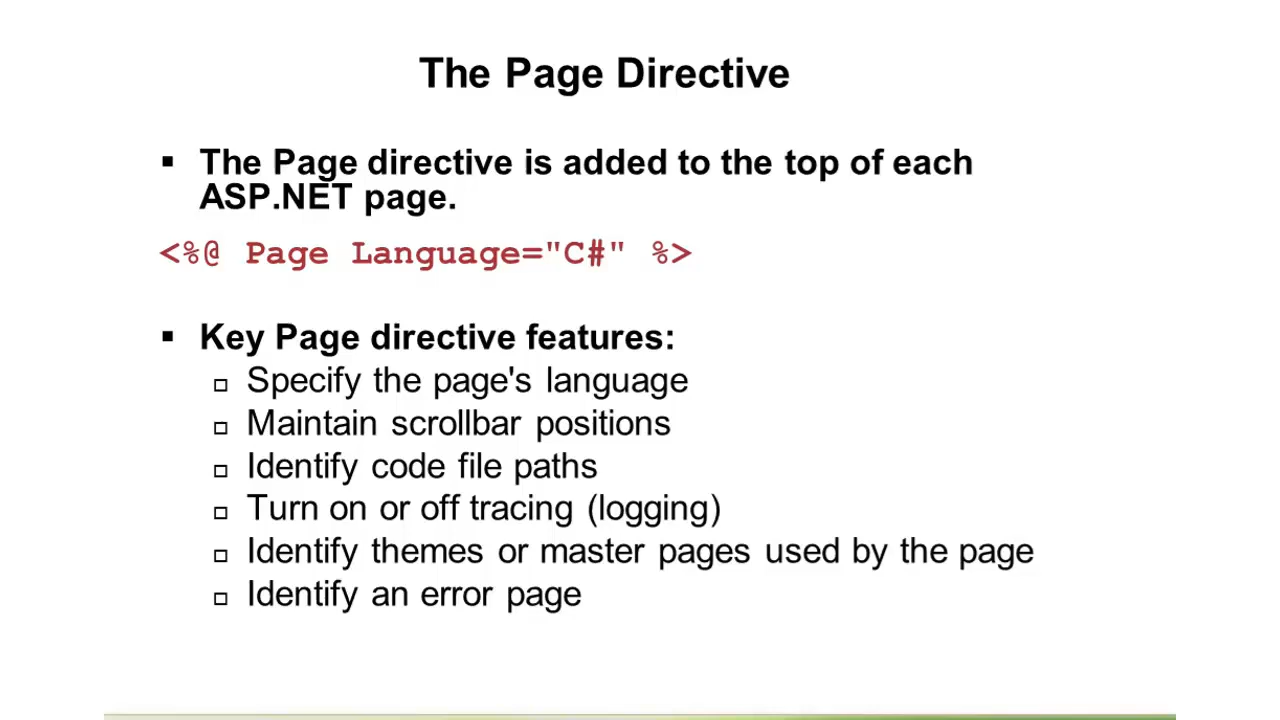 The Page Directive
▪ The Page directive is added to the top of each
ASP.NET page.
<%@ Page Language="C#" %>
▪ Key Page directive features:
□ Specify the page's language
□ Maintain scrollbar positions
□ Identify code file paths
□ Turn on or off tracing (logging)
□ Identify themes or master pages used by the page
□ Identify an error page